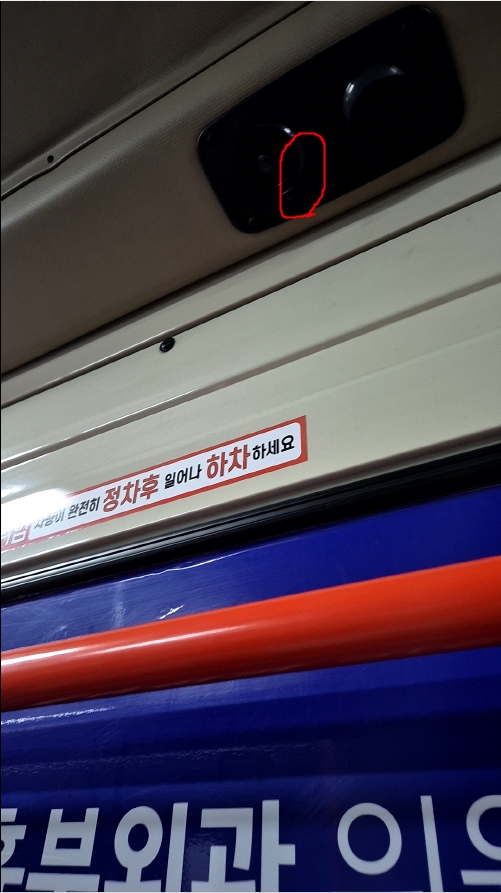 차량이 완전히 정차후 일어나 하차하세요
부외과